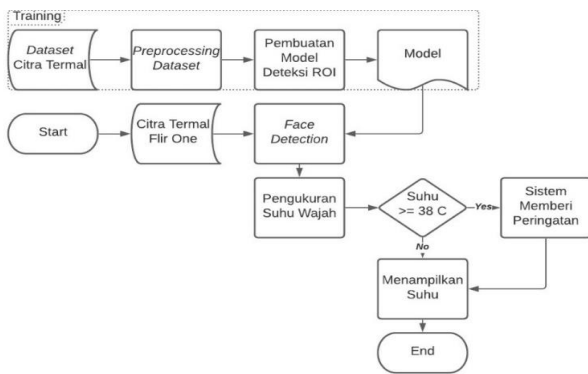 Training
Dataset
Citra Termal
Preprocessing
Dataset
Pembuatan
Model
Deteksi ROI
Model
Start
Citra Termal
Flir One
Face
Detection
Pengukuran
Suhu Wajah
Suhu
>= 38 C
Yes
Sistem
Memberi
Peringatan
No
Menampilkan
Suhu
End